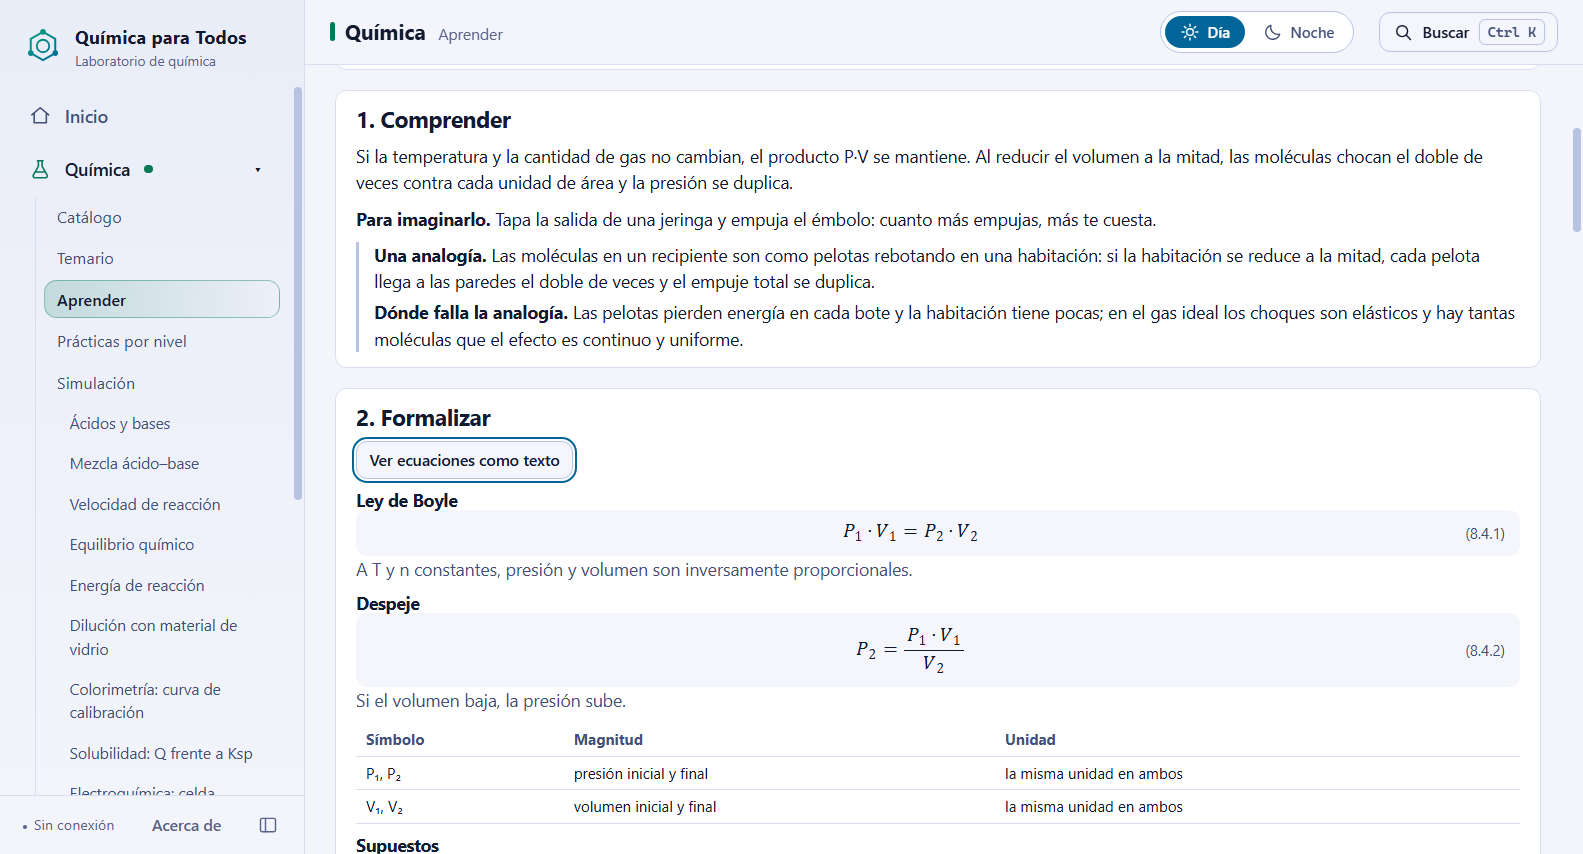 Química para Todos
Laboratorio de química
Inicio
Química
Catálogo
Temario
Aprender
Prácticas por nivel
Simulación
Ácidos y bases
Mezcla ácido–base
Velocidad de reacción
Equilibrio químico
Energía de reacción
Dilución con material de
vidrio
Colorimetría: curva de
calibración
Solubilidad: Q frente a Ksp
Electroquímica: celda
Sin conexión
Acerca de
Química Aprender
Día
Noche
Buscar Ctrl K
1. Comprender
Si la temperatura y la cantidad de gas no cambian, el producto P·V se mantiene. Al reducir el volumen a la mitad, las moléculas chocan el doble de
veces contra cada unidad de área y la presión se duplica.
Para imaginarlo. Tapa la salida de una jeringa y empuja el émbolo: cuanto más empujas, más te cuesta.
Una analogía. Las moléculas en un recipiente son como pelotas rebotando en una habitación: si la habitación se reduce a la mitad, cada pelota
llega a las paredes el doble de veces y el empuje total se duplica.
Dónde falla la analogía. Las pelotas pierden energía en cada bote y la habitación tiene pocas; en el gas ideal los choques son elásticos y hay tantas
moléculas que el efecto es continuo y uniforme.
2. Formalizar
Ver ecuaciones como texto
Ley de Boyle
P₁ · V₁ = P₂ · V₂ (8.4.1)
A T y n constantes, presión y volumen son inversamente proporcionales.
Despeje
P₂ = P₁ · V₁ / V₂ (8.4.2)
Si el volumen baja, la presión sube.
Símbolo Magnitud Unidad
P₁, P₂ presión inicial y final la misma unidad en ambos
V₁, V₂ volumen inicial y final la misma unidad en ambos
Supuestos